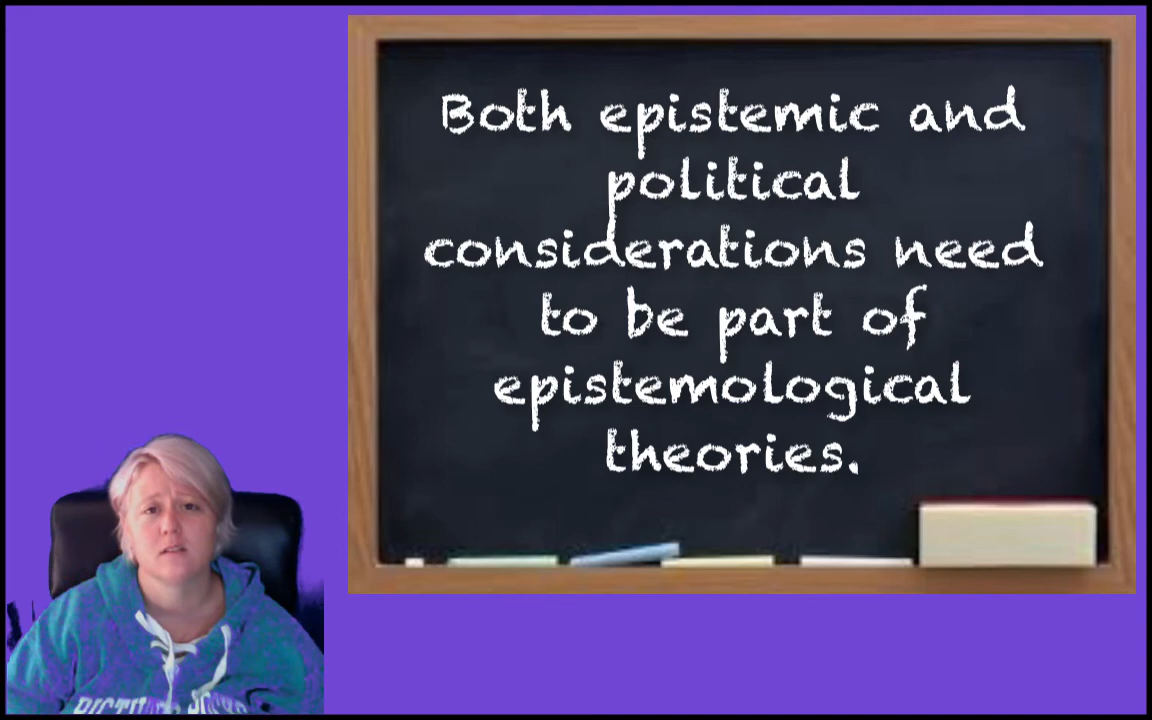 Both epistemic and
political
considerations need
to be part of
epistemological
theories.